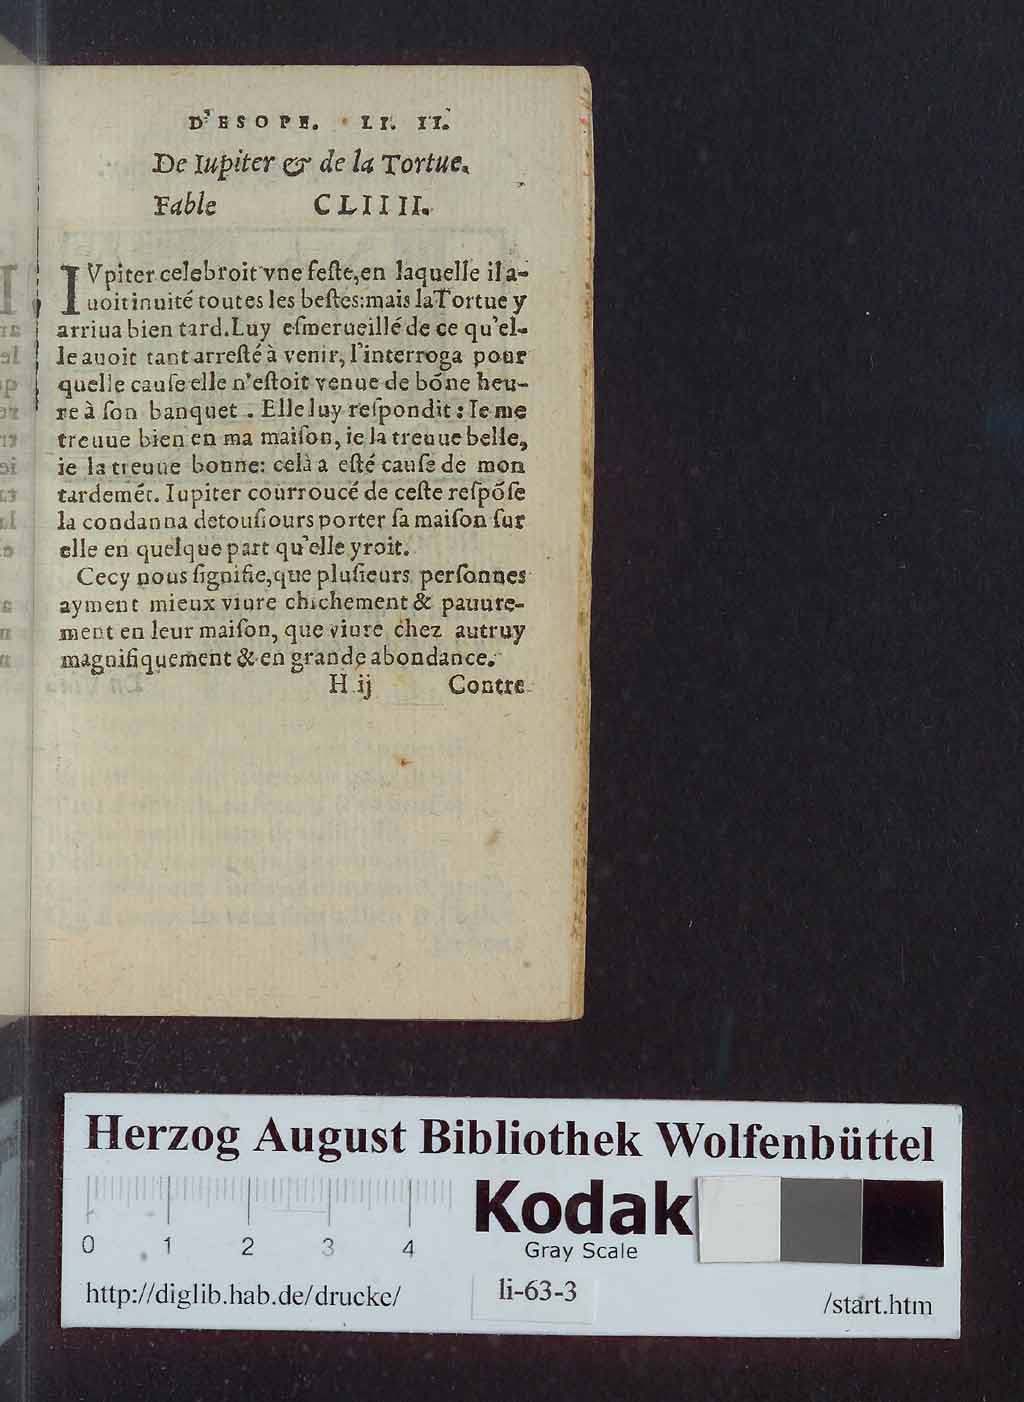 D'ESOPE. LI. II.
De Iupiter & de la Tortue.
Fable CLIIII.
IVpiter celebroit vne feſte, en laquelle il a-
uoit inuité toutes les beſtes: mais la Tortue y
arriua bien tard. Luy eſmerueillé de ce qu'el-
le auoit tant arreſté à venir, l'interroga pour
quelle cauſe elle n'eſtoit venue de bōne heu-
re à ſon banquet. Elle luy reſpondit: Ie me
treuue bien en ma maiſon, ie la treuue belle,
ie la treuue bonne: celà a eſté cauſe de mon
tardemēt. Iupiter courroucé de ceſte reſpōſe
la condanna de touſiours porter ſa maiſon ſur
elle en quelque part qu'elle yroit.
Cecy nous ſignifie, que pluſieurs perſonnes
ayment mieux viure chichement & pauure-
ment en leur maiſon, que viure chez autruy
magnifiquement & en grande abondance.
H ij Contre
Herzog August Bibliothek Wolfenbüttel
Kodak
Gray Scale
0 1 2 3 4
http://diglib.hab.de/drucke/ li-63-3 /start.htm